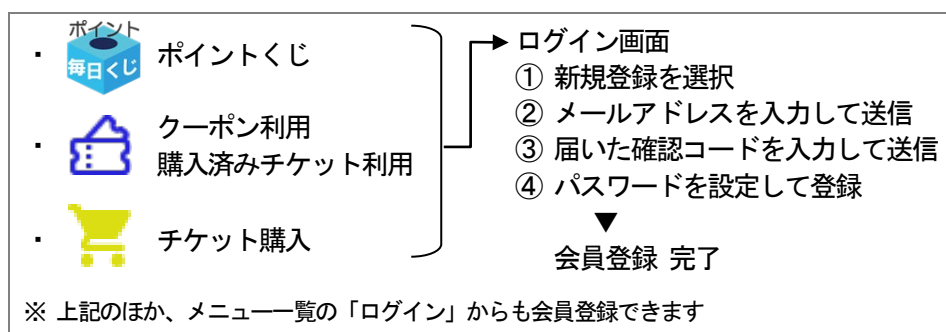 ポイント
毎日くじ
・ ポイントくじ
・ クーポン利用
購入済みチケット利用
・ チケット購入
ログイン画面
① 新規登録を選択
② メールアドレスを入力して送信
③ 届いた確認コードを入力して送信
④ パスワードを設定して登録
▼
会員登録 完了
※ 上記のほか、メニュー一覧の「ログイン」からも会員登録できます